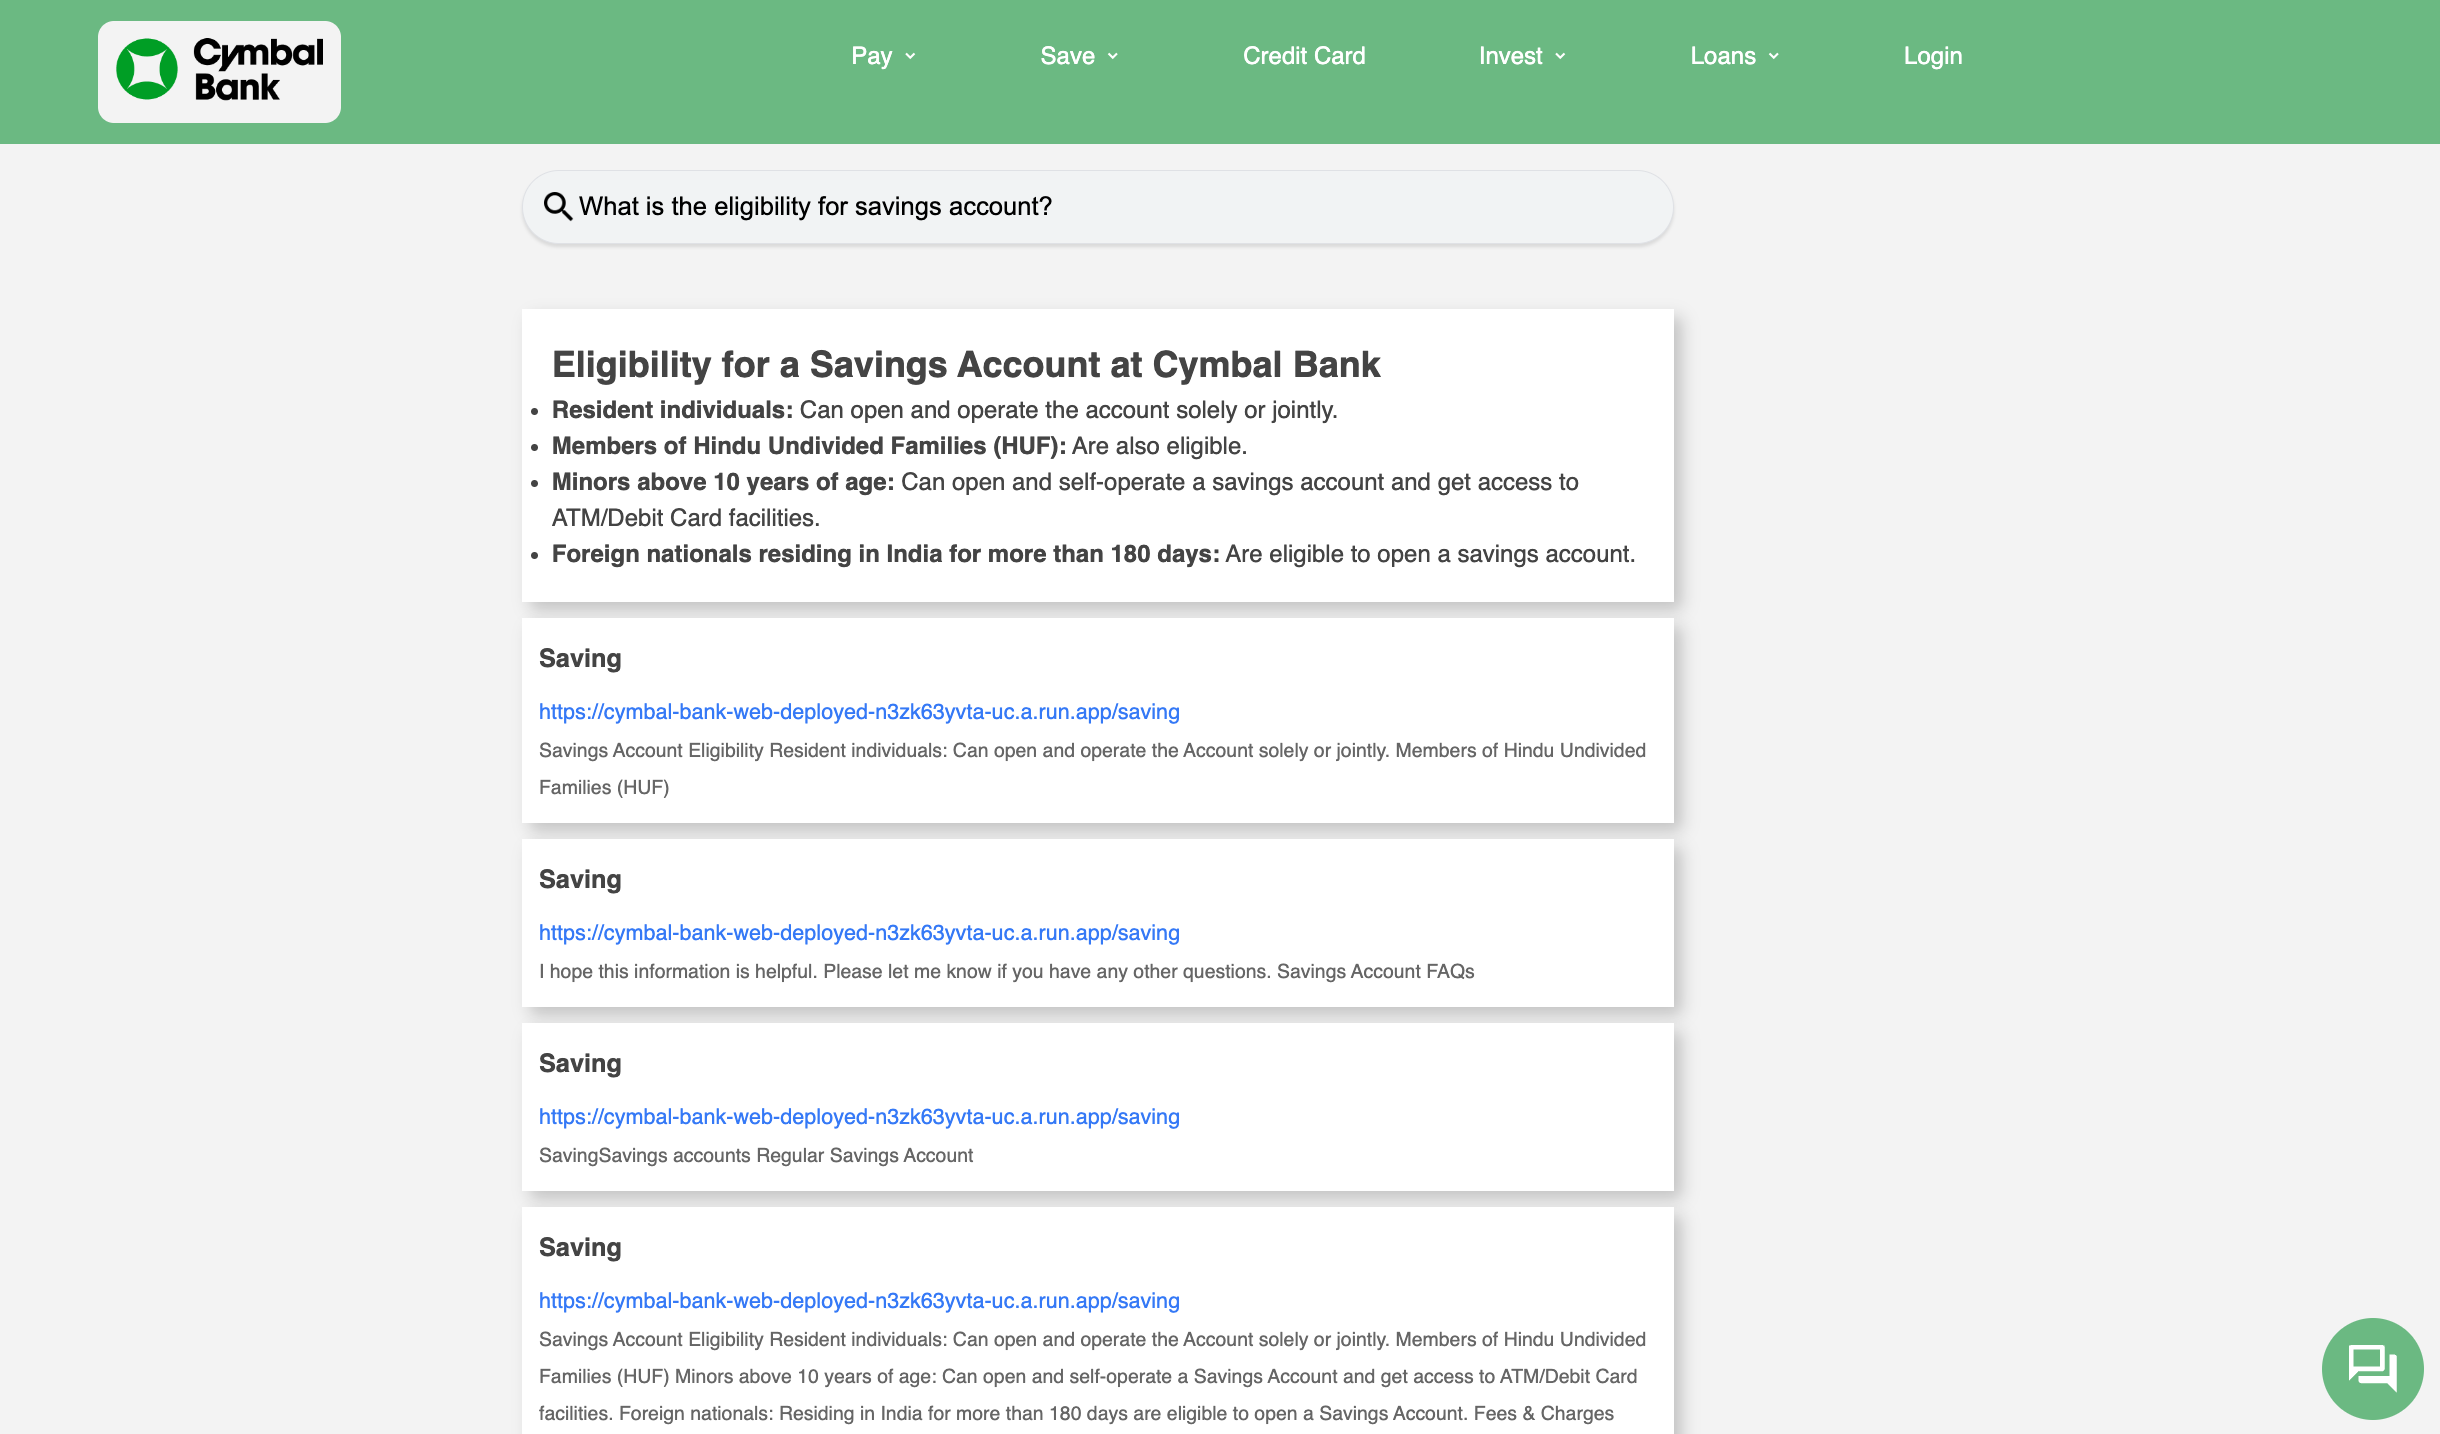 Cymbal
Bank
Pay
Save
Credit Card
Invest
Loans
Login
What is the eligibility for savings account?
Eligibility for a Savings Account at Cymbal Bank
• Resident individuals: Can open and operate the account solely or jointly.
• Members of Hindu Undivided Families (HUF): Are also eligible.
• Minors above 10 years of age: Can open and self-operate a savings account and get access to
ATM/Debit Card facilities.
• Foreign nationals residing in India for more than 180 days: Are eligible to open a savings account.
Saving
https://cymbal-bank-web-deployed-n3zk63yvta-uc.a.run.app/saving
Savings Account Eligibility Resident individuals: Can open and operate the Account solely or jointly. Members of Hindu Undivided
Families (HUF)
Saving
https://cymbal-bank-web-deployed-n3zk63yvta-uc.a.run.app/saving
I hope this information is helpful. Please let me know if you have any other questions. Savings Account FAQs
Saving
https://cymbal-bank-web-deployed-n3zk63yvta-uc.a.run.app/saving
SavingSavings accounts Regular Savings Account
Saving
https://cymbal-bank-web-deployed-n3zk63yvta-uc.a.run.app/saving
Savings Account Eligibility Resident individuals: Can open and operate the Account solely or jointly. Members of Hindu Undivided
Families (HUF) Minors above 10 years of age: Can open and self-operate a Savings Account and get access to ATM/Debit Card
facilities. Foreign nationals: Residing in India for more than 180 days are eligible to open a Savings Account. Fees & Charges